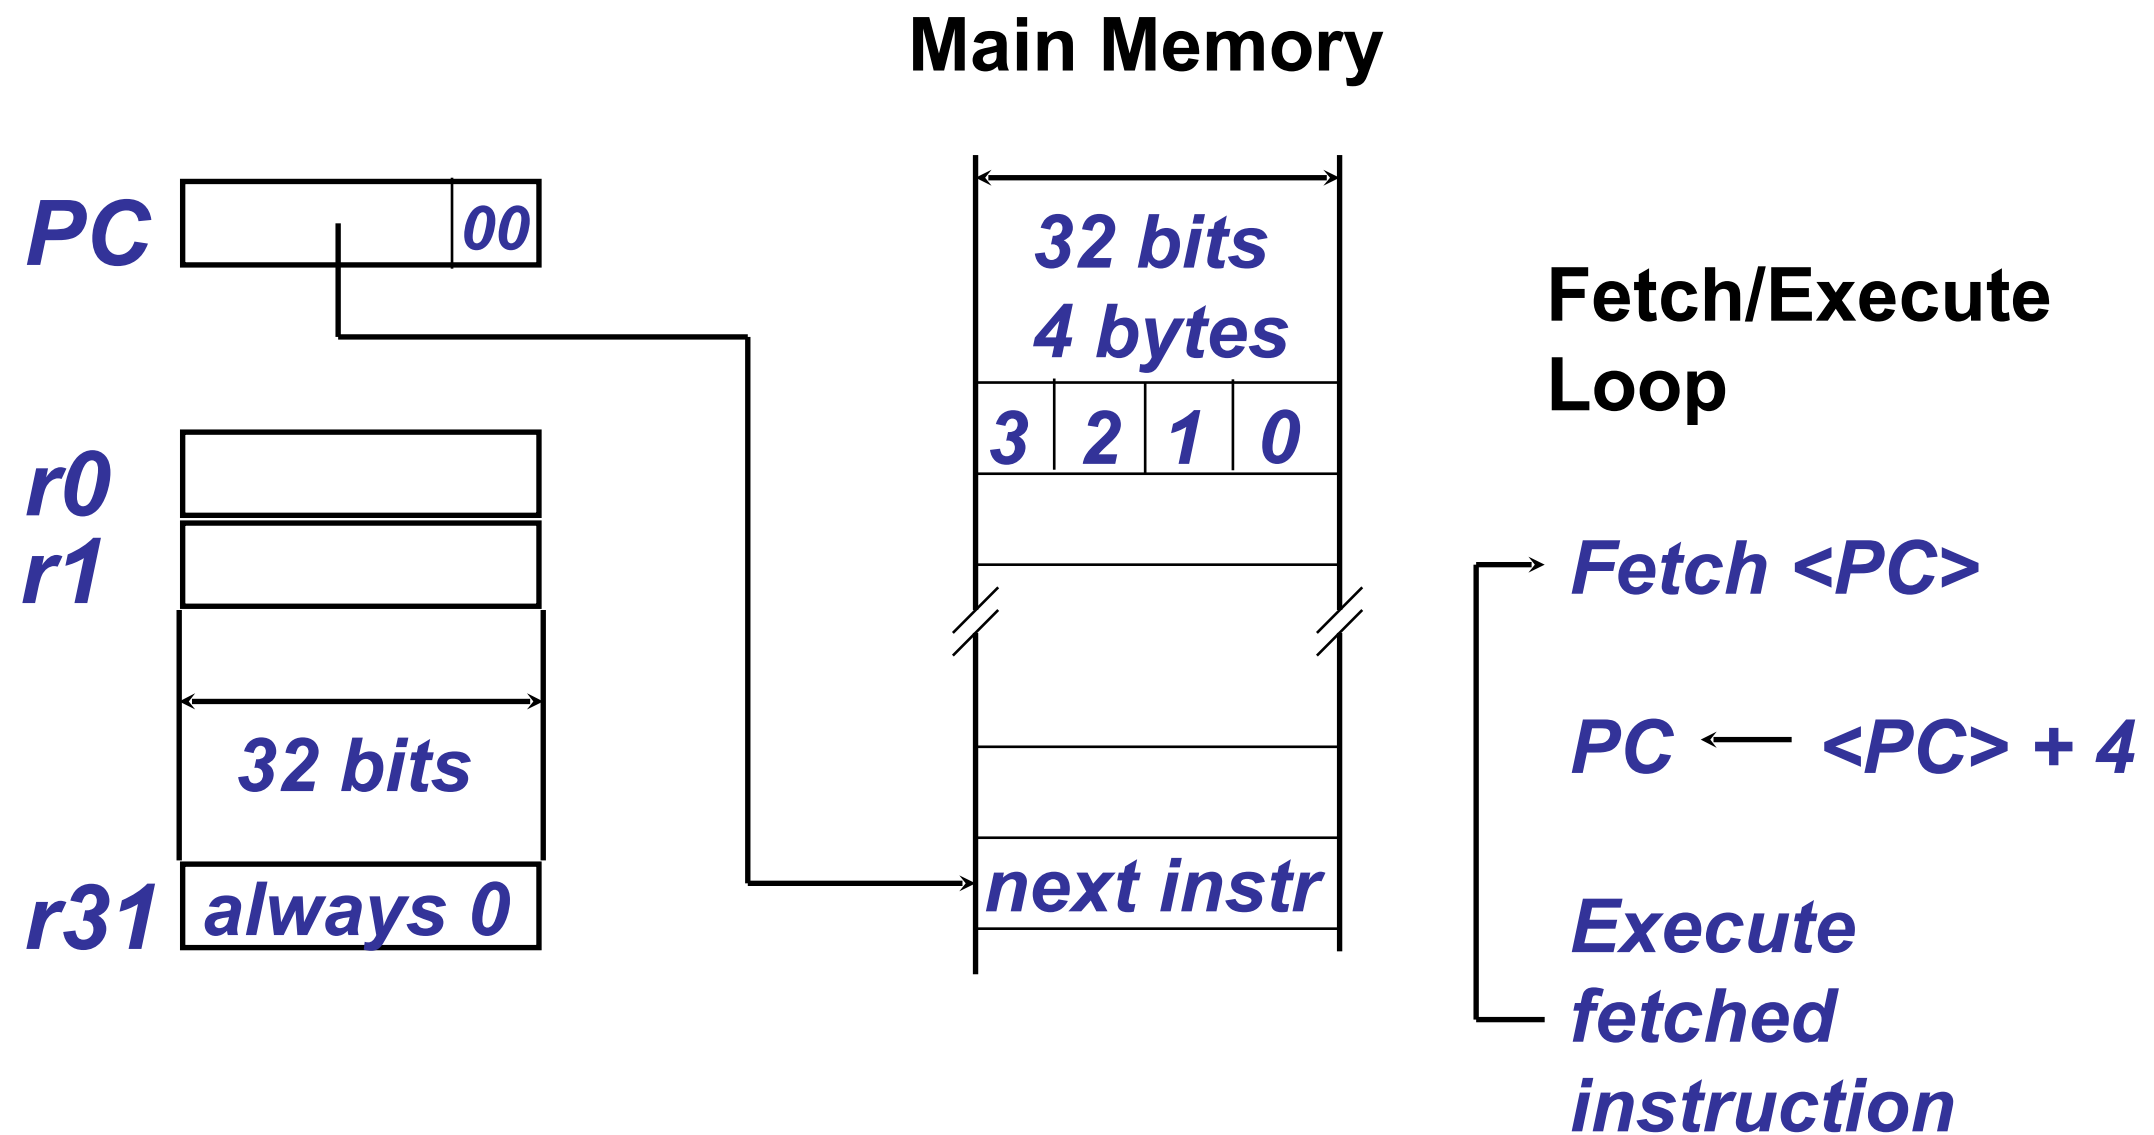 Main Memory
PC
00
r0
r1
32 bits
r31
always 0
32 bits
4 bytes
3 2 1 0
next instr
Fetch/Execute
Loop
Fetch <PC>
PC <PC> + 4
Execute
fetched
instruction